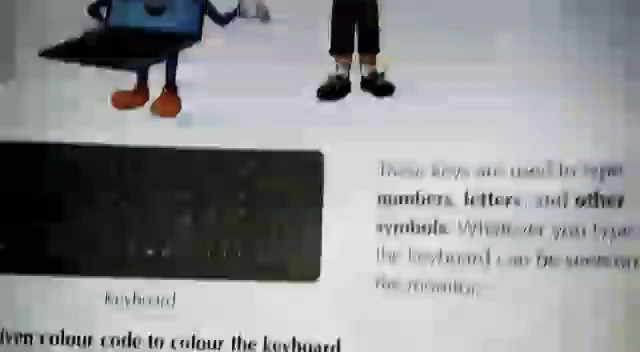 These keys are used to type
numbers, letters, and other
symbols. Whatever you type
the keyboard can be seen on
the monitor.
Keyboard
iven colour code to colour the keyboard